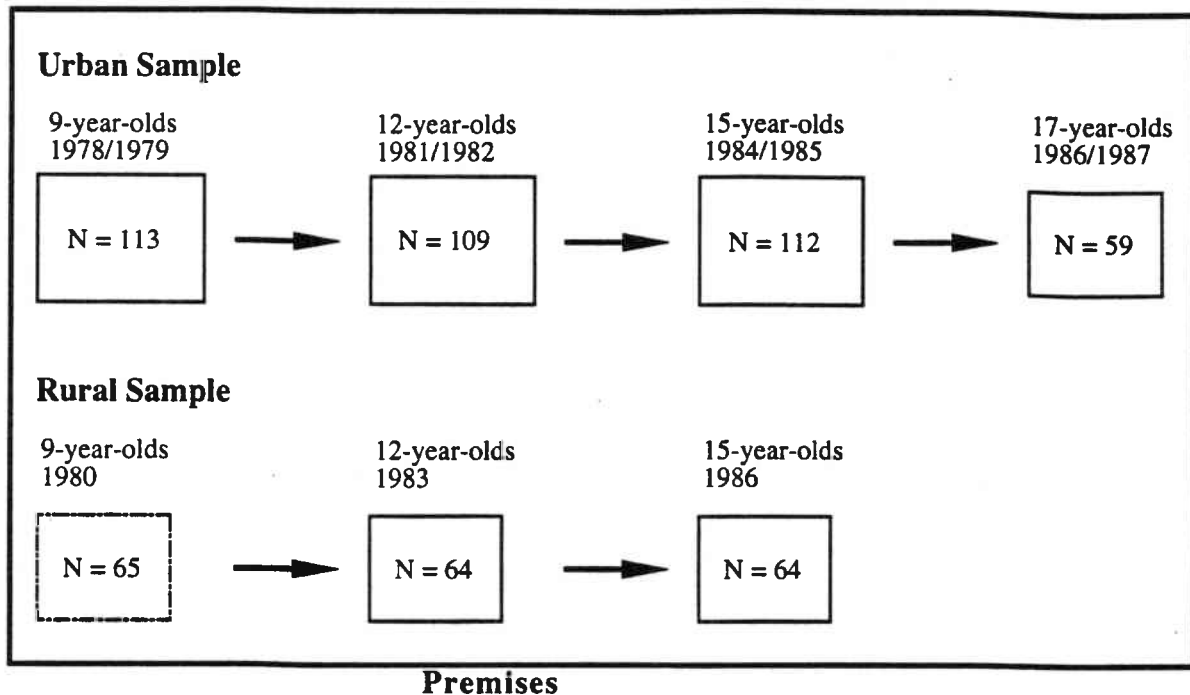 Urban Sample
9-year-olds
1978/1979
12-year-olds
1981/1982
15-year-olds
1984/1985
17-year-olds
1986/1987
N = 113
N = 109
N = 112
N = 59
Rural Sample
9-year-olds
1980
12-year-olds
1983
15-year-olds
1986
N = 65
N = 64
N = 64
Premises